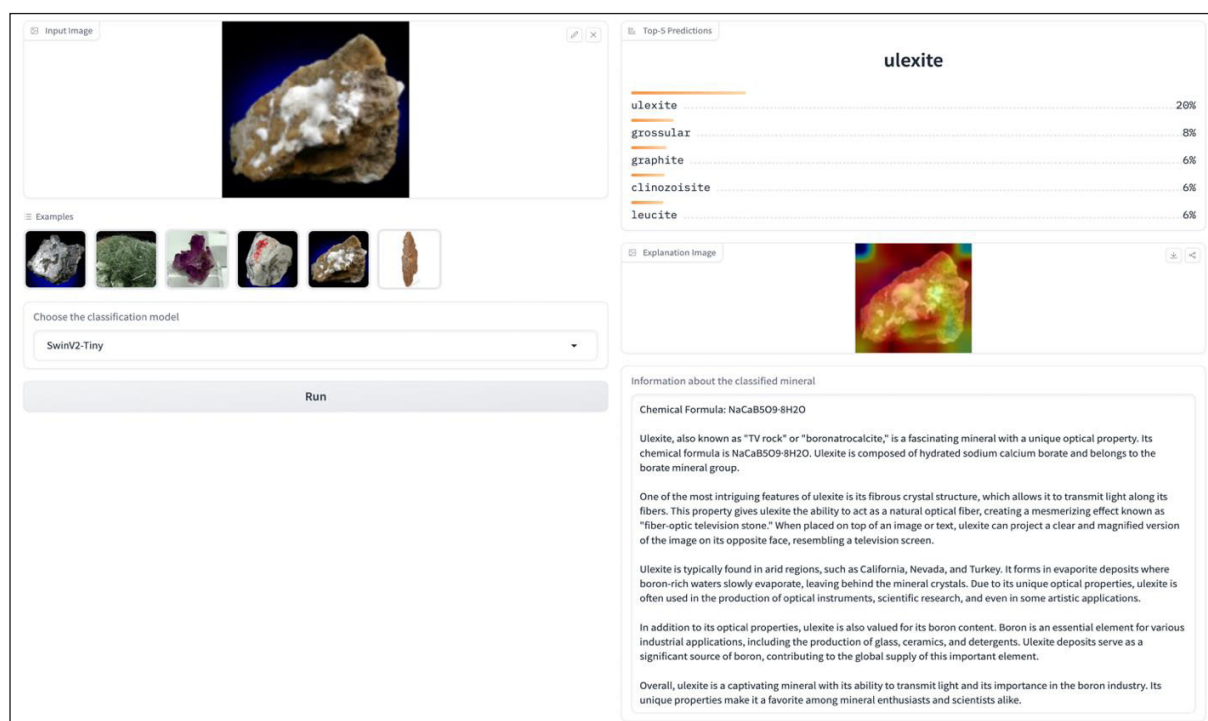 Input Image
Examples
Choose the classification model
SwinV2-Tiny
Run
Top-5 Predictions
ulexite
ulexite 20%
grossular 8%
graphite 6%
clinozoisite 6%
leucite 6%
Explanation Image
Information about the classified mineral
Chemical Formula: NaCaB5O9·8H2O
Ulexite, also known as "TV rock" or "boronatrocalcite," is a fascinating mineral with a unique optical property. Its
chemical formula is NaCaB5O9·8H2O. Ulexite is composed of hydrated sodium calcium borate and belongs to the
borate mineral group.
One of the most intriguing features of ulexite is its fibrous crystal structure, which allows it to transmit light along its
fibers. This property gives ulexite the ability to act as a natural optical fiber, creating a mesmerizing effect known as
"fiber-optic television stone." When placed on top of an image or text, ulexite can project a clear and magnified version
of the image on its opposite face, resembling a television screen.
Ulexite is typically found in arid regions, such as California, Nevada, and Turkey. It forms in evaporite deposits where
boron-rich waters slowly evaporate, leaving behind the mineral crystals. Due to its unique optical properties, ulexite is
often used in the production of optical instruments, scientific research, and even in some artistic applications.
In addition to its optical properties, ulexite is also valued for its boron content. Boron is an essential element for various
industrial applications, including the production of glass, ceramics, and detergents. Ulexite deposits serve as a
significant source of boron, contributing to the global supply of this important element.
Overall, ulexite is a captivating mineral with its ability to transmit light and its importance in the boron industry. Its
unique properties make it a favorite among mineral enthusiasts and scientists alike.